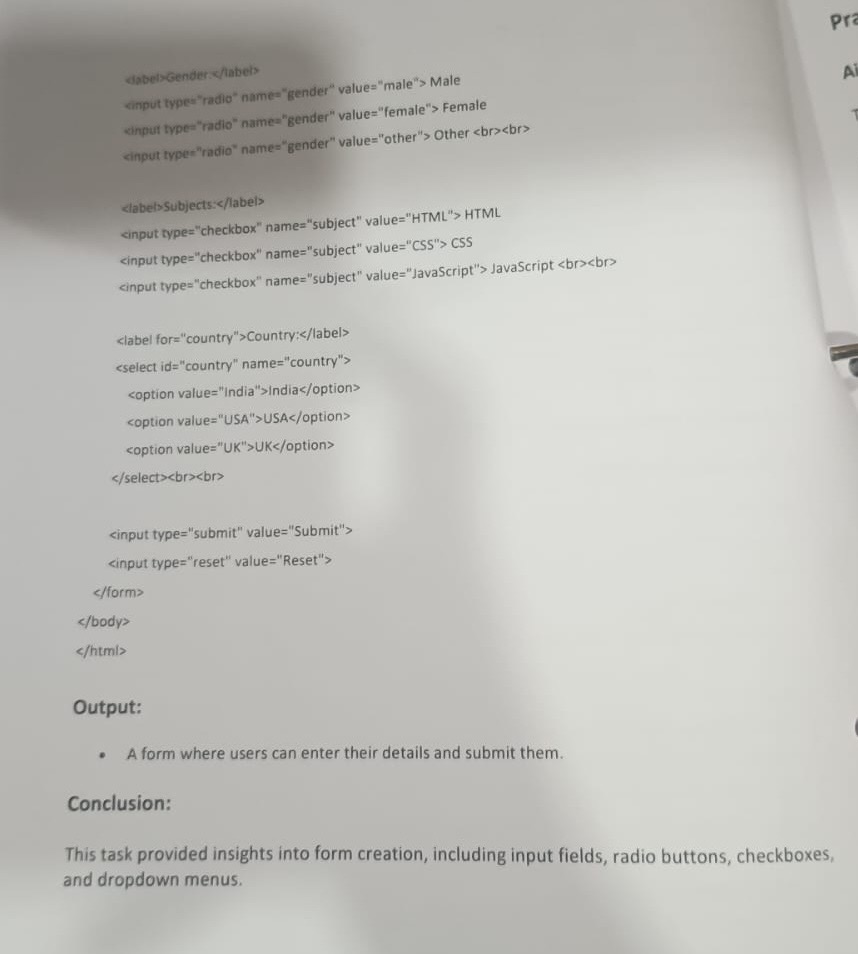 <label>Gender:</label>
<input type="radio" name="gender" value="male"> Male
<input type="radio" name="gender" value="female"> Female
<input type="radio" name="gender" value="other"> Other <br><br>
<label>Subjects:</label>
<input type="checkbox" name="subject" value="HTML"> HTML
<input type="checkbox" name="subject" value="CSS"> CSS
<input type="checkbox" name="subject" value="JavaScript"> JavaScript <br><br>
<label for="country">Country:</label>
<select id="country" name="country">
<option value="India">India</option>
<option value="USA">USA</option>
<option value="UK">UK</option>
</select><br><br>
<input type="submit" value="Submit">
<input type="reset" value="Reset">
</form>
</body>
</html>
Output:
• A form where users can enter their details and submit them.
Conclusion:
This task provided insights into form creation, including input fields, radio buttons, checkboxes,
and dropdown menus.